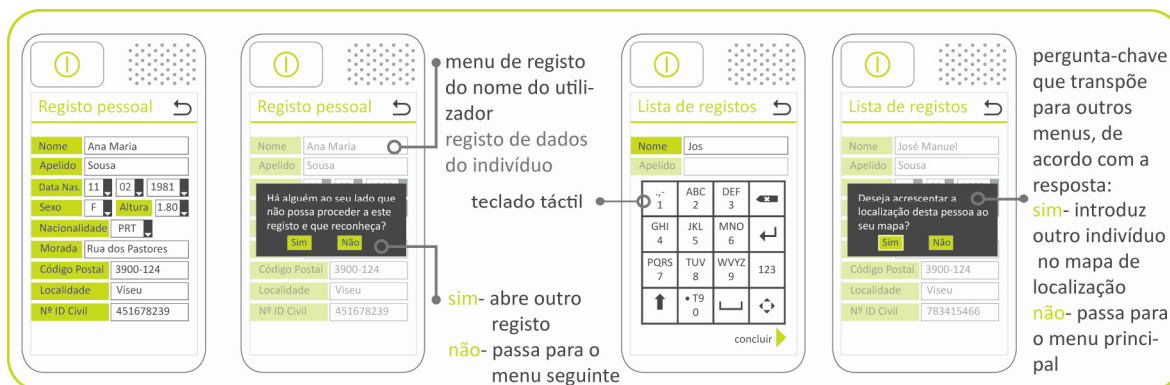 Registo pessoal
Nome Ana Maria
Apelido Sousa
Data Nas. 11 02 1981
Sexo F Altura 1.80
Nacionalidade PRT
Morada Rua dos Pastores
Código Postal 3900-124
Localidade Viseu
Nº ID Civil 451678239
Registo pessoal
Nome Ana Maria
Apelido Sousa
Há alguém ao seu lado que
não possa proceder a este
registo e que reconheça?
Sim Não
Código Postal 3900-124
Localidade Viseu
Nº ID Civil 451678239
menu de registo
do nome do utili-
zador
registo de dados
do indivíduo
sim- abre outro
registo
não- passa para o
menu seguinte
teclado táctil
Lista de registos
Nome Jos
Apelido
.,- ABC DEF
1 2 3
GHI JKL MNO
4 5 6
PQRS TUV WVYZ
7 8 9 123
• T9
0
concluir
Lista de registos
Nome José Manuel
Apelido Sousa
Deseja acrescentar a
localização desta pessoa ao
seu mapa?
Sim Não
Código Postal 3900-124
Localidade Viseu
Nº ID Civil 783415466
pergunta-chave
que transpõe
para outros
menus, de
acordo com a
resposta:
sim- introduz
outro indivíduo
no mapa de
localização
não- passa para
o menu princi-
pal